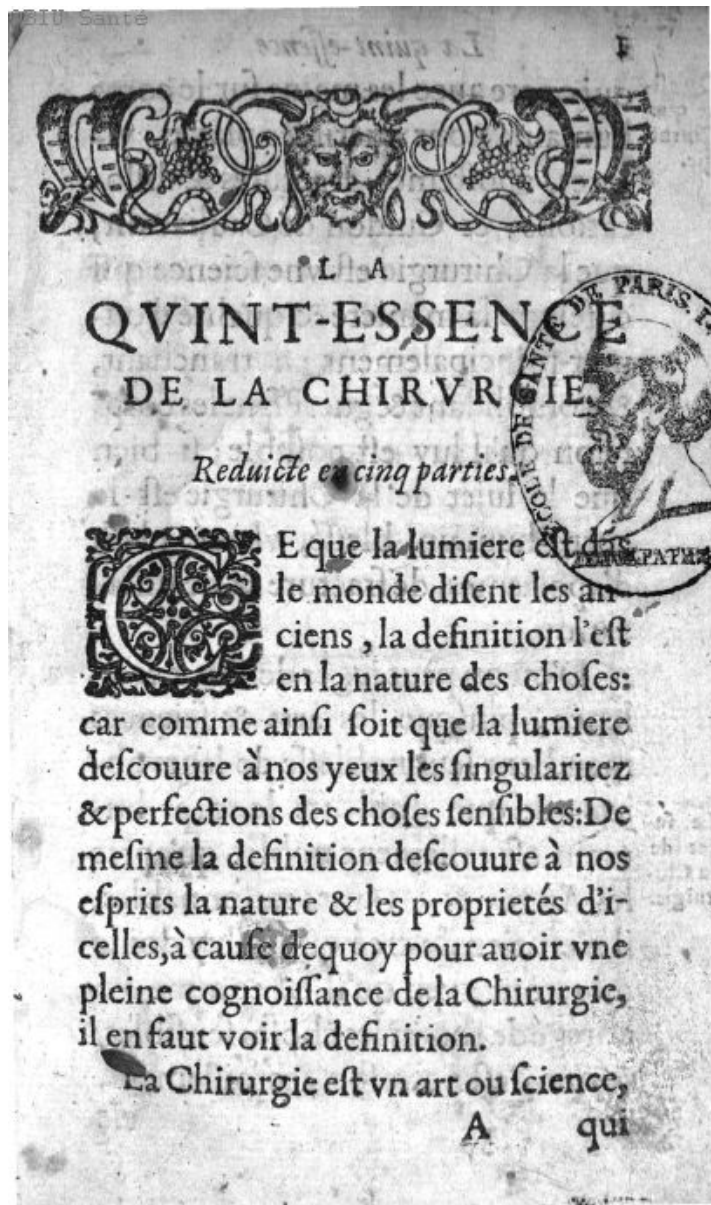 BIU Santé
1
LA
QVINT-ESSENCE
DE LA CHIRVRGIE.
Reduicte en cinq parties.
ECOLE DE SANTE DE PARIS.
CE que la lumiere est dãs
le monde disent les an-
ciens, la definition l'est
en la nature des choses:
car comme ainsi soit que la lumiere
descouure à nos yeux les singularitez
& perfections des choses sensibles: De
mesme la definition descouure à nos
esprits la nature & les proprietés d'i-
celles, à cause dequoy pour auoir vne
pleine cognoissance de la Chirurgie,
il en faut voir la definition.
La Chirurgie est vn art ou science,
A qui